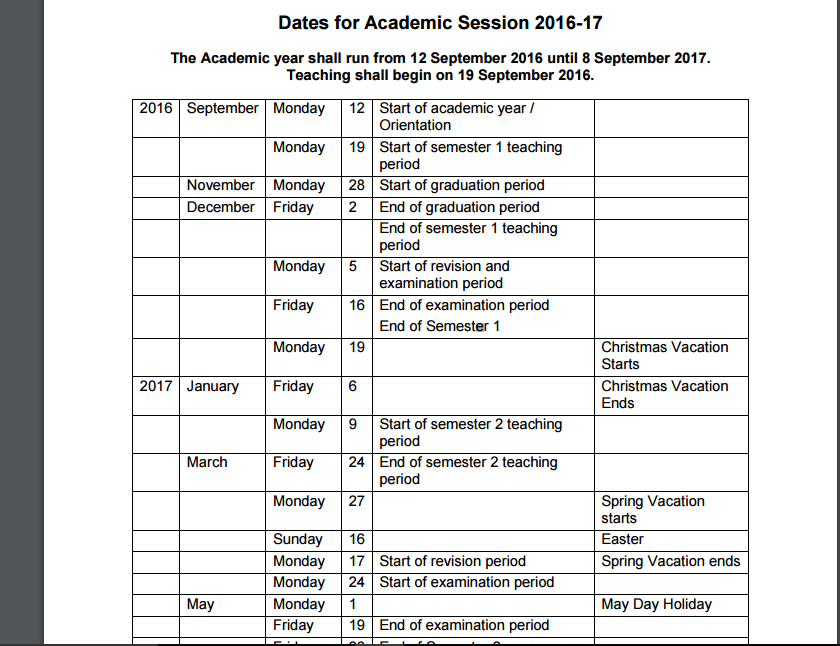 Dates for Academic Session 2016-17
The Academic year shall run from 12 September 2016 until 8 September 2017.
Teaching shall begin on 19 September 2016.
2016 September Monday 12 Start of academic year /
Orientation
Monday 19 Start of semester 1 teaching
period
November Monday 28 Start of graduation period
December Friday 2 End of graduation period
End of semester 1 teaching
period
Monday 5 Start of revision and
examination period
Friday 16 End of examination period
End of Semester 1
Monday 19 Christmas Vacation
Starts
2017 January Friday 6 Christmas Vacation
Ends
Monday 9 Start of semester 2 teaching
period
March Friday 24 End of semester 2 teaching
period
Monday 27 Spring Vacation
starts
Sunday 16 Easter
Monday 17 Start of revision period Spring Vacation ends
Monday 24 Start of examination period
May Monday 1 May Day Holiday
Friday 19 End of examination period